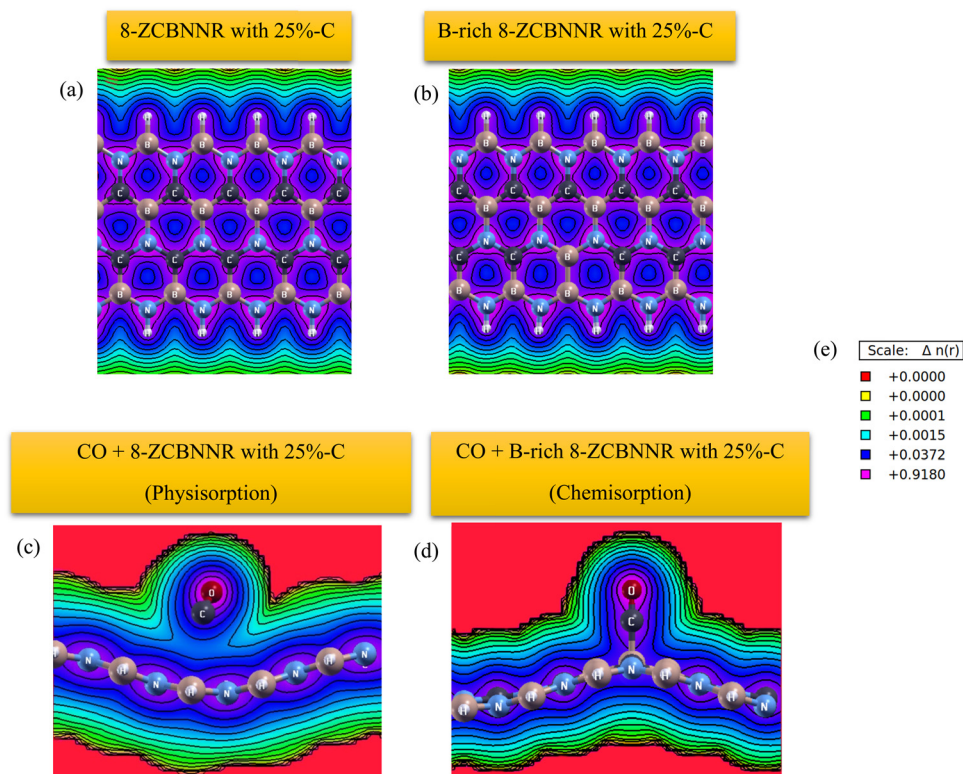 8-ZCBNNR with 25%-C
B-rich 8-ZCBNNR with 25%-C
(a)
(b)
H H H H
H H H H
B B B B
B B B B
N N N N N
N N N N N
C C C C
C C C
B B B B
B B B B B
N N N N
N N N N N
C C C C
C C B C C
B B B B
B B B B B
N N N N
N N N N N
H H H H
H H H H
(e)
Scale: Δ n(r)
+0.0000
+0.0000
+0.0001
+0.0015
+0.0372
+0.9180
CO + 8-ZCBNNR with 25%-C
(Physisorption)
CO + B-rich 8-ZCBNNR with 25%-C
(Chemisorption)
(c)
(d)
O
C
N H N H N H N H N
O
C
H N H N H N H N H N